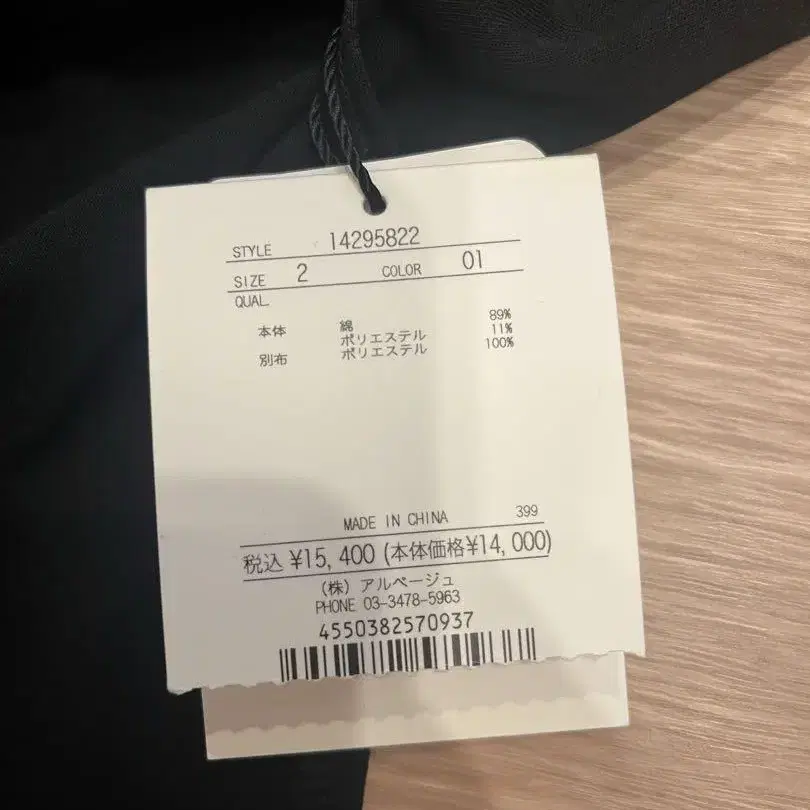 STYLE 14295822
SIZE 2 COLOR 01
QUAL.
本体 綿 89%
ポリエステル 11%
別布 ポリエステル 100%
MADE IN CHINA 399
税込 ¥15,400 (本体価格¥14,000)
(株) アルページュ
PHONE 03-3478-5963
4550382570937